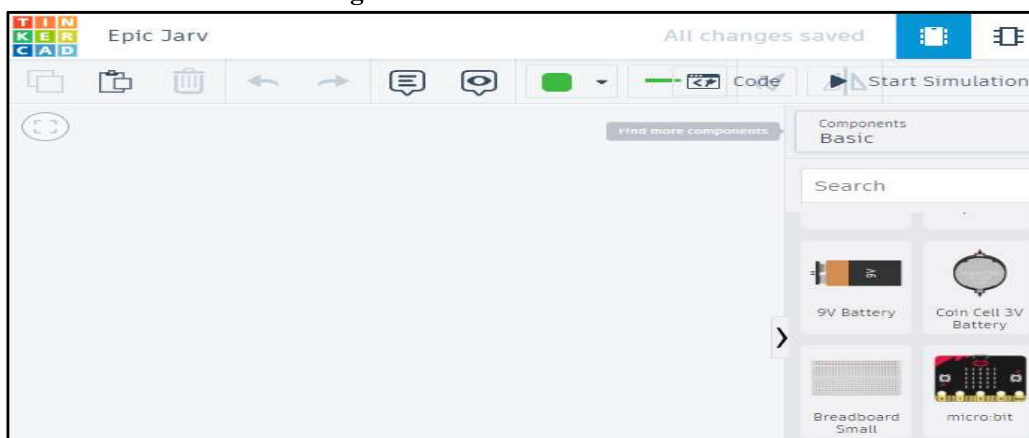 TIN
KER
CAD
Epic Jarv
All changes saved
Code
Start Simulation
Find more components
Components
Basic
Search
9V
9V Battery
Coin Cell 3V
Battery
Breadboard
Small
micro:bit